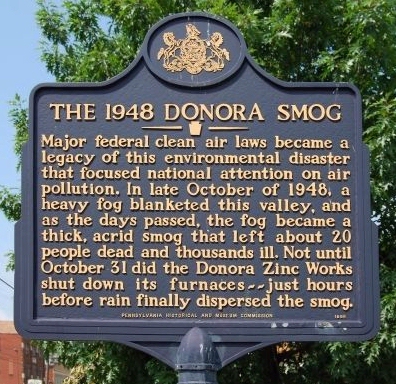 THE 1948 DONORA SMOG
Major federal clean air laws became a
legacy of this environmental disaster
that focused national attention on air
pollution. In late October of 1948, a
heavy fog blanketed this valley, and
as the days passed, the fog became a
thick, acrid smog that left about 20
people dead and thousands ill. Not until
October 31 did the Donora Zinc Works
shut down its furnaces--just hours
before rain finally dispersed the smog.
PENNSYLVANIA HISTORICAL AND MUSEUM COMMISSION